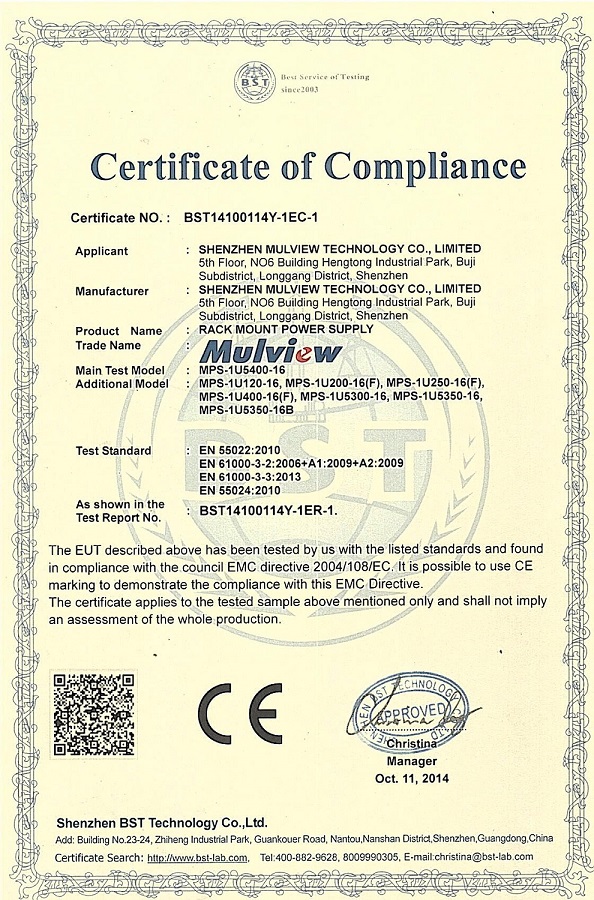 BST
Best Service of Testing
since2003
Certificate of Compliance
Certificate NO. : BST14100114Y-1EC-1
Applicant : SHENZHEN MULVIEW TECHNOLOGY CO., LIMITED
5th Floor, NO6 Building Hengtong Industrial Park, Buji
Subdistrict, Longgang District, Shenzhen
Manufacturer : SHENZHEN MULVIEW TECHNOLOGY CO., LIMITED
5th Floor, NO6 Building Hengtong Industrial Park, Buji
Subdistrict, Longgang District, Shenzhen
Product Name : RACK MOUNT POWER SUPPLY
Trade Name : Mulview
Main Test Model : MPS-1U5400-16
Additional Model : MPS-1U120-16, MPS-1U200-16(F), MPS-1U250-16(F),
MPS-1U400-16(F), MPS-1U5300-16, MPS-1U5350-16,
MPS-1U5350-16B
BST
Test Standard : EN 55022:2010
EN 61000-3-2:2006+A1:2009+A2:2009
EN 61000-3-3:2013
EN 55024:2010
As shown in the
Test Report No. : BST14100114Y-1ER-1.
The EUT described above has been tested by us with the listed standards and found
in compliance with the council EMC directive 2004/108/EC. It is possible to use CE
marking to demonstrate the compliance with this EMC Directive.
The certificate applies to the tested sample above mentioned only and shall not imply
an assessment of the whole production.
CE
BST TECHNOLOGY
APPROVED
Christina
Manager
Oct. 11, 2014
Shenzhen BST Technology Co.,Ltd.
Add: Building No.23-24, Zhiheng Industrial Park, Guankouer Road, Nantou,Nanshan District,Shenzhen,Guangdong,China
Certificate Search: http://www.bst-lab.com, Tel:400-882-9628, 8009990305, E-mail:christina@bst-lab.com